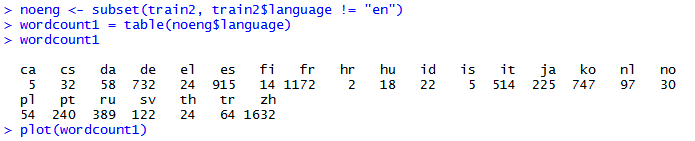 > noeng <- subset(train2, train2$language != "en")
> wordcount1 = table(noeng$language)
> wordcount1
ca cs da de el es fi fr hr hu id is it ja ko nl no
5 32 58 732 24 915 14 1172 2 18 22 5 514 225 747 97 30
pl pt ru sv th tr zh
54 240 389 122 24 64 1632
> plot(wordcount1)